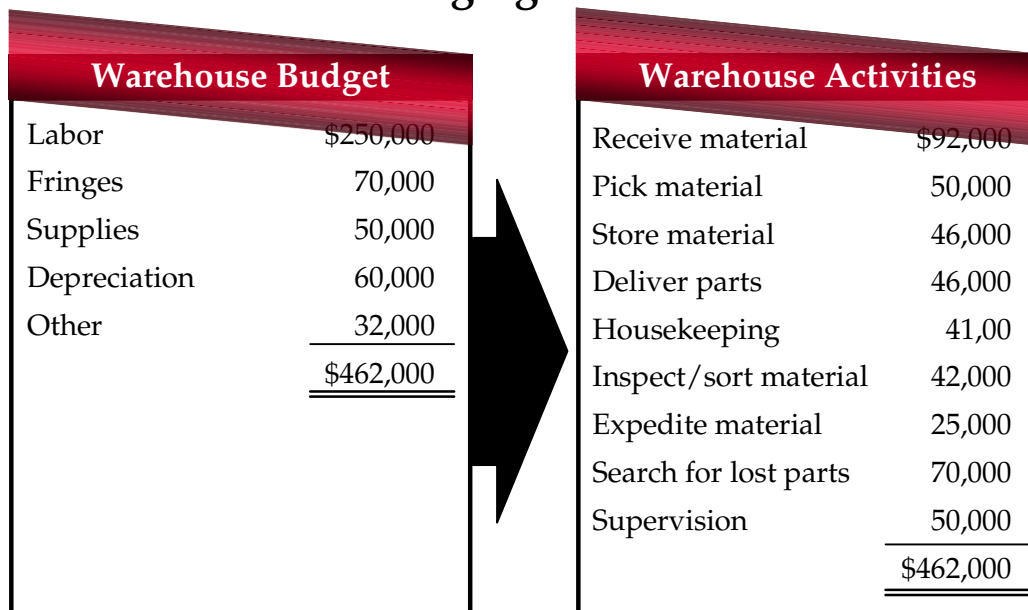 Warehouse Budget
Labor $250,000
Fringes 70,000
Supplies 50,000
Depreciation 60,000
Other 32,000
$462,000
Warehouse Activities
Receive material $92,000
Pick material 50,000
Store material 46,000
Deliver parts 46,000
Housekeeping 41,00
Inspect/sort material 42,000
Expedite material 25,000
Search for lost parts 70,000
Supervision 50,000
$462,000